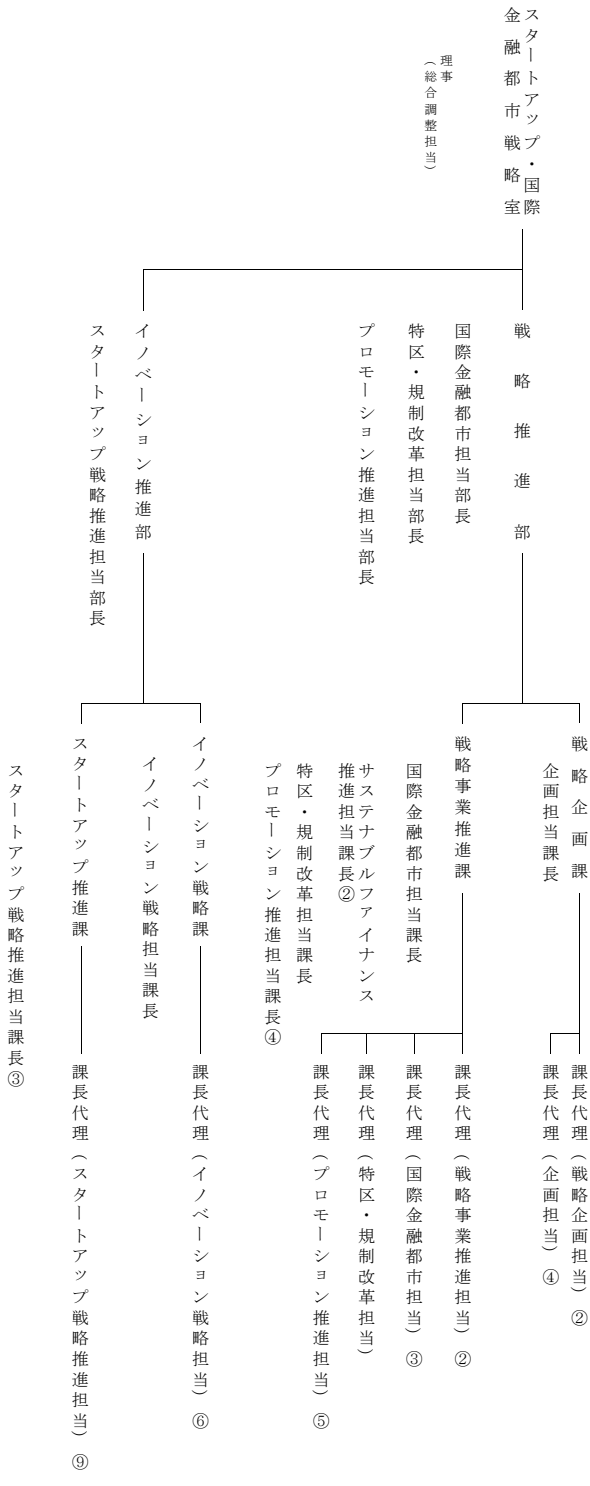 スタートアップ・国際
金融都市戦略室
理事
（総合調整担当）
戦略推進部
国際金融都市担当部長
特区・規制改革担当部長
プロモーション推進担当部長
イノベーション推進部
スタートアップ戦略推進担当部長
戦略企画課
企画担当課長
戦略事業推進課
国際金融都市担当課長
サステナブルファイナンス
推進担当課長②
特区・規制改革担当課長
プロモーション推進担当課長④
イノベーション戦略課
イノベーション戦略担当課長
スタートアップ推進課
スタートアップ戦略推進担当課長③
課長代理（戦略企画担当）②
課長代理（企画担当）④
課長代理（戦略事業推進担当）②
課長代理（国際金融都市担当）③
課長代理（特区・規制改革担当）
課長代理（プロモーション推進担当）⑤
課長代理（イノベーション戦略担当）⑥
課長代理（スタートアップ戦略推進担当）⑨